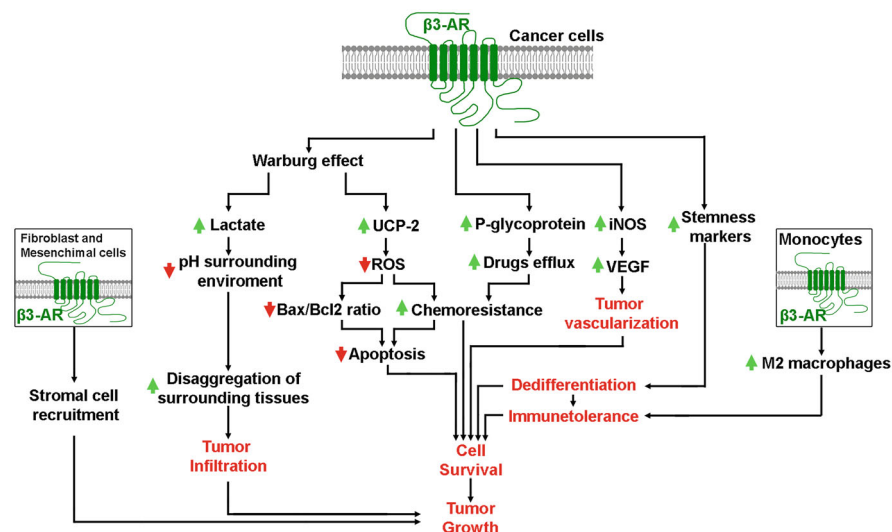 β3-AR
Cancer cells
Warburg effect
Lactate
UCP-2
P-glycoprotein
iNOS
Stemness
markers
Fibroblast and
Mesenchimal cells
β3-AR
Monocytes
β3-AR
pH surrounding
enviroment
ROS
Drugs efflux
VEGF
Bax/Bcl2 ratio
Chemoresistance
Tumor
vascularization
Apoptosis
M2 macrophages
Stromal cell
recruitment
Disaggregation of
surrounding tissues
Dedifferentiation
Immunetolerance
Tumor
Infiltration
Cell
Survival
Tumor
Growth